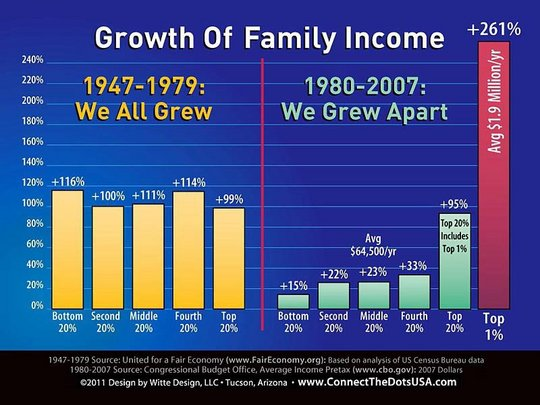 Growth Of Family Income
+261%
1947-1979:
We All Grew
1980-2007:
We Grew Apart
Avg $1.9 Million/yr
240%
220%
200%
180%
160%
140%
120%
100%
80%
60%
40%
20%
0%
+116%
+100%
+111%
+114%
+99%
Bottom
20%
Second
20%
Middle
20%
Fourth
20%
Top
20%
+15%
+22%
Avg
$64,500/yr
+23%
+33%
+95%
Top 20%
Includes
Top 1%
Bottom
20%
Second
20%
Middle
20%
Fourth
20%
Top
20%
Top
1%
1947-1979 Source: United for a Fair Economy (www.FairEconomy.org): Based on analysis of US Census Bureau data
1980-2007 Source: Congressional Budget Office, Average Income Pretax (www.cbo.gov): 2007 Dollars
©2011 Design by Witte Design, LLC • Tucson, Arizona • www.ConnectTheDotsUSA.com